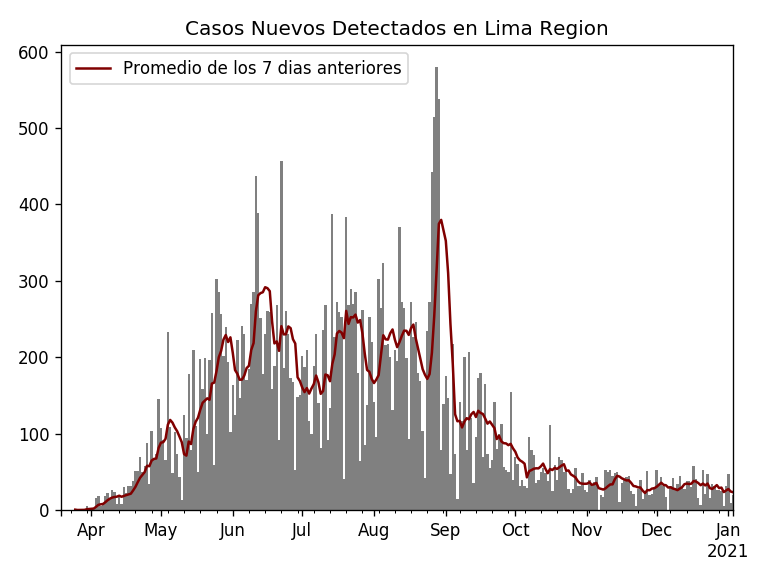 Casos Nuevos Detectados en Lima Region
Promedio de los 7 dias anteriores
600
500
400
300
200
100
0
Apr May Jun Jul Aug Sep Oct Nov Dec Jan
2021